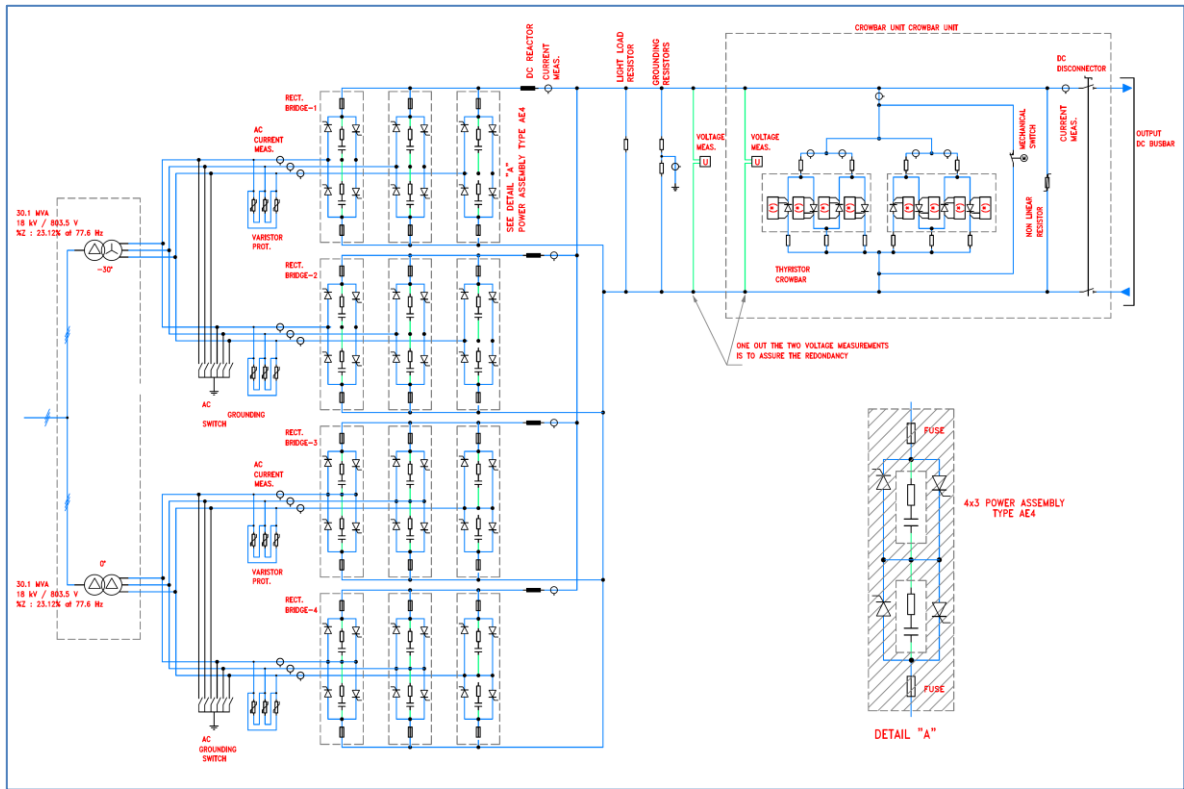 CROWBAR UNIT CROWBAR UNIT
DC REACTOR
CURRENT
MEAS.
LIGHT LOAD
RESISTOR
GROUNDING
RESISTORS
DC
DISCONNECTOR
RECT.
BRIDGE-1
AC
CURRENT
MEAS.
SEE DETAIL "A"
POWER ASSEMBLY TYPE AE4
VOLTAGE
MEAS.
U
VOLTAGE
MEAS.
U
MECHANICAL
SWITCH
CURRENT
MEAS.
OUTPUT
DC BUSBAR
30.1 MVA
18 kV / 803.5 V
%Z : 23.12% at 77.6 Hz
-30°
VARISTOR
PROT.
NON LINEAR
RESISTOR
THYRISTOR
CROWBAR
RECT.
BRIDGE-2
ONE OUT THE TWO VOLTAGE MEASUREMENTS
IS TO ASSURE THE REDONDANCY
AC
GROUNDING
SWITCH
RECT.
BRIDGE-3
AC
CURRENT
MEAS.
FUSE
4x3 POWER ASSEMBLY
TYPE AE4
0°
30.1 MVA
18 kV / 803.5 V
%Z : 23.12% at 77.6 Hz
VARISTOR
PROT.
RECT.
BRIDGE-4
FUSE
AC
GROUNDING
SWITCH
DETAIL "A"